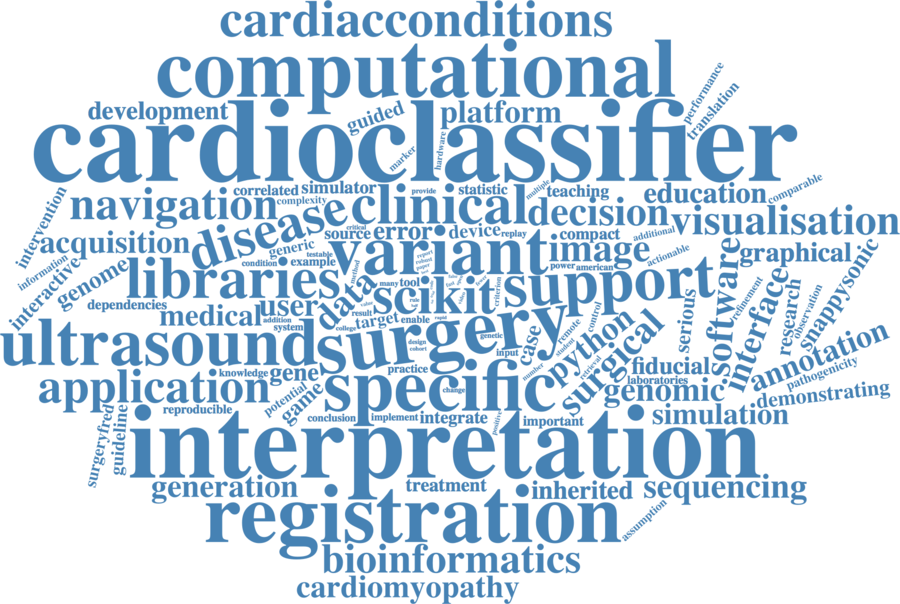 cardiacconditions
computational
performance
translation
development
guided
platform
cardioclassifier
marker
hardware
intervention
navigation
correlated
simulator
provide
statistic
multiple
teaching
education
comparable
complexity
disease
clinical
decision
visualisation
acquisition
source
critical
error
device
replay
compact
additional
information
interactive
genome
generic
testable
condition
example
variant
image
power
american
actionable
graphical
libraries
data
method
report
robust
paper
many
tool
scikit
criterion
support
software
interface
snappysonic
dependencies
medical
user
addition
system
value
result
target
college
enable
rapid
rule
surgery
genetic
case
remote
student
control
python
serious
refinement
research
observation
ultrasound
design
cohort
input
number
retrieval
surgical
fiducial
laboratories
annotation
pathogenicity
application
knowledge
gene
practice
specific
change
genomic
demonstrating
potential
game
reproducible
conclusion
implement
integrate
positive
important
simulation
surgeryfred
guideline
interpretation
generation
treatment
inherited
sequencing
registration
assumption
bioinformatics
cardiomyopathy